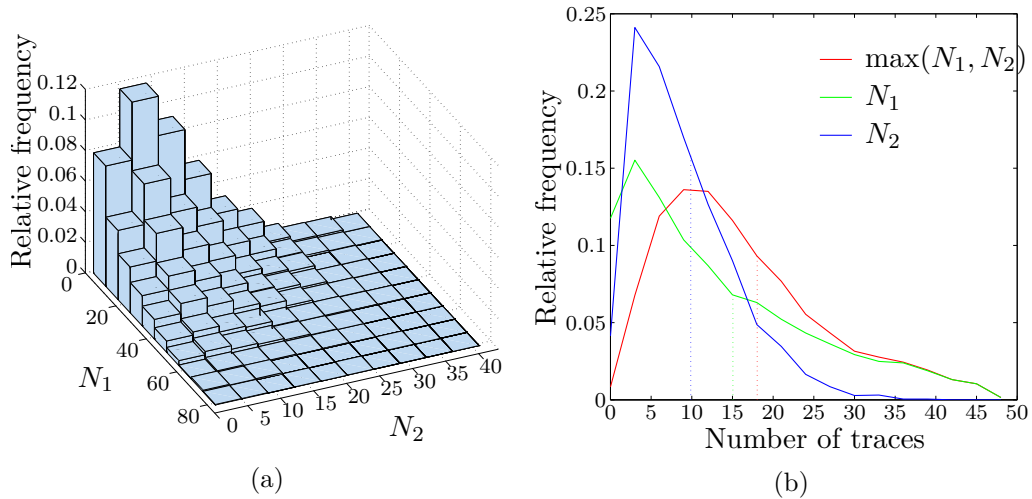 Relative frequency
0.12
0.1
0.08
0.06
0.04
0.02
0
0
20
40
60
80
N₁
0
5
10
15
20
25
30
35
40
N₂
(a)
Relative frequency
0.25
0.2
0.15
0.1
0.05
0
max(N₁, N₂)
N₁
N₂
0 5 10 15 20 25 30 35 40 45 50
Number of traces
(b)